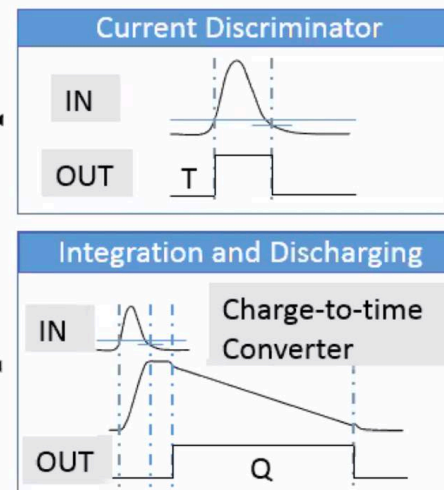 Current Discriminator
IN
OUT
T
Integration and Discharging
IN
Charge-to-time
Converter
OUT
Q